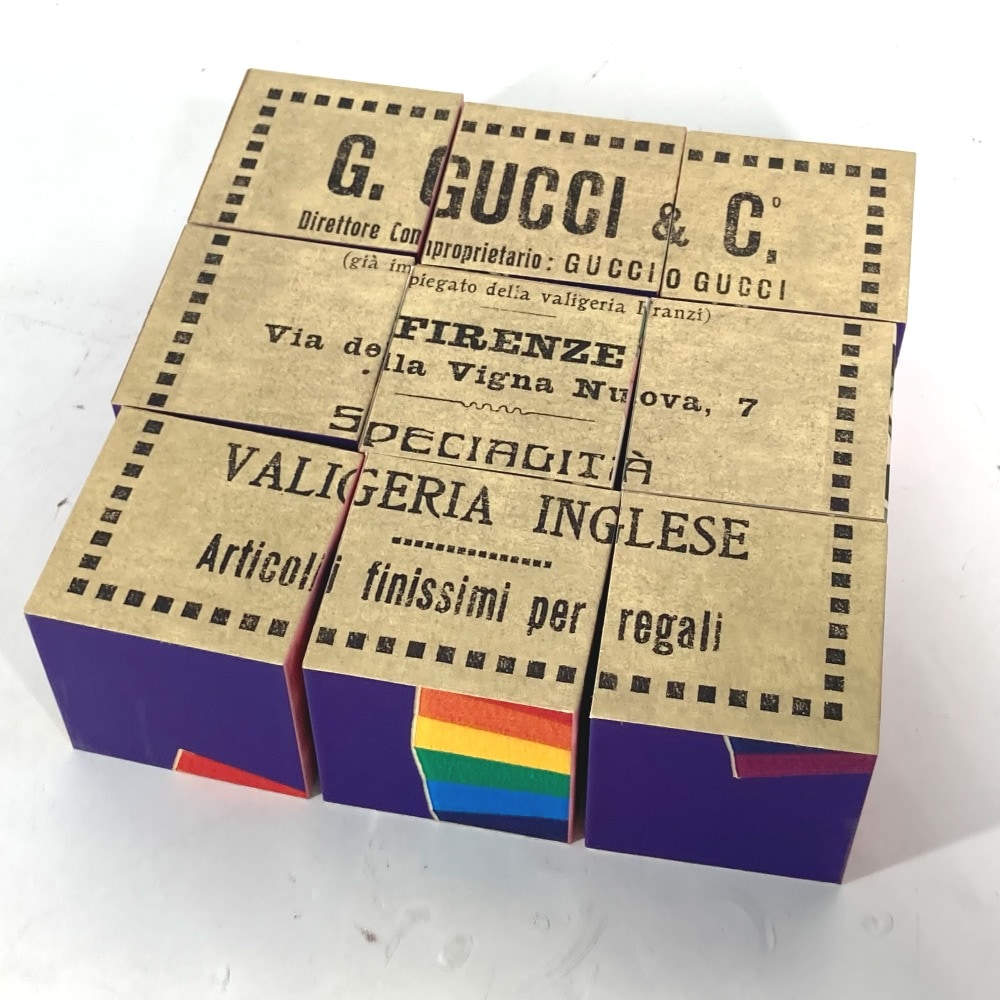 G. GUCCI & Cº.
Direttore Comproprietario: GUCCIO GUCCI
(già impiegato della valigeria Franzi)
FIRENZE
Via della Vigna Nuova, 7
SPECIALITÀ
VALIGERIA INGLESE
Articoli finissimi per regali